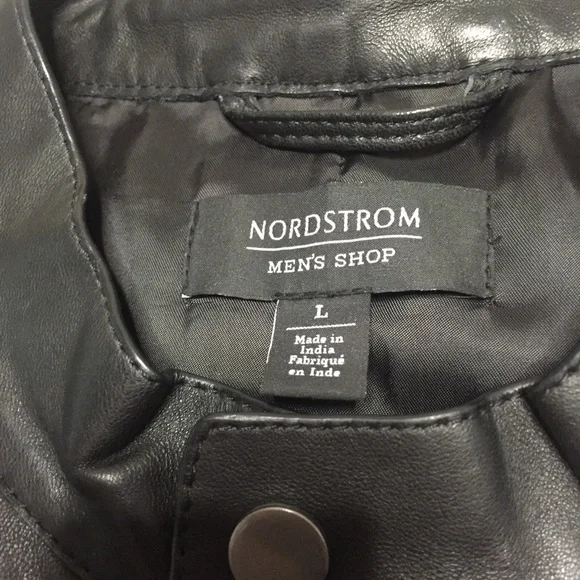 NORDSTROM
MEN'S SHOP
L
Made in
India
Fabriqué
en Inde